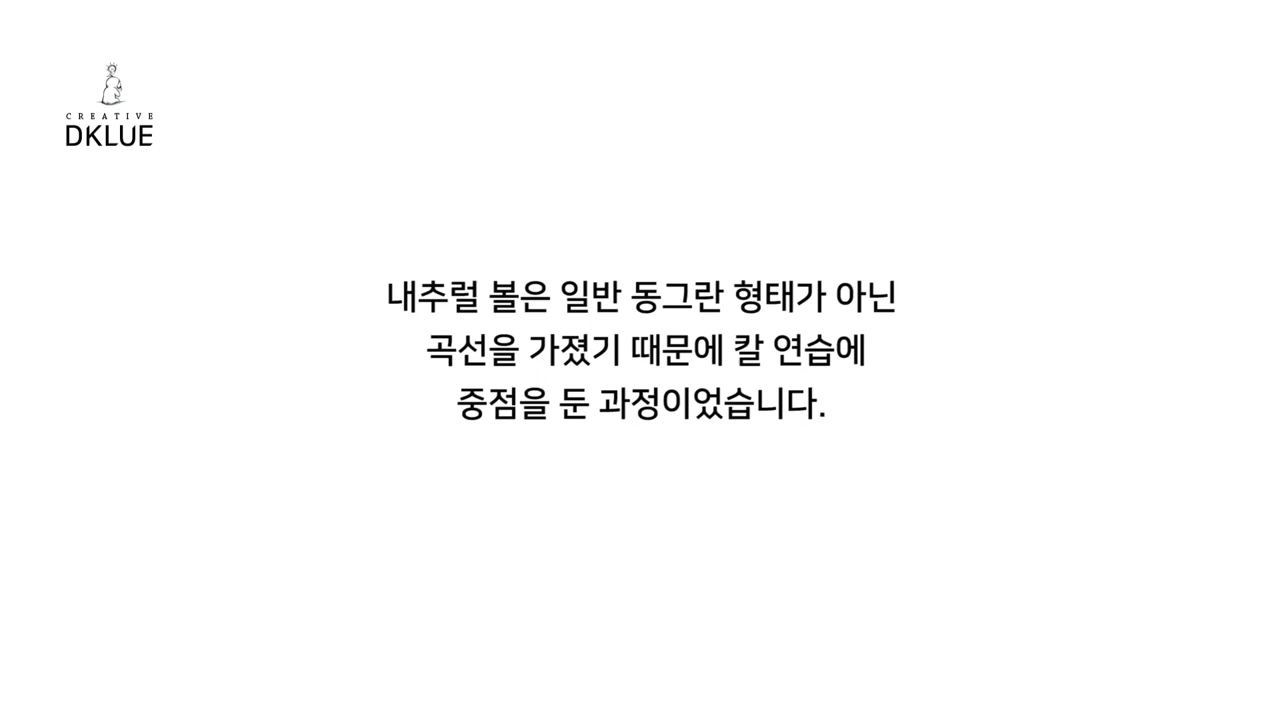 CREATIVE
DKLUE
내추럴 볼은 일반 동그란 형태가 아닌
곡선을 가졌기 때문에 칼 연습에
중점을 둔 과정이었습니다.